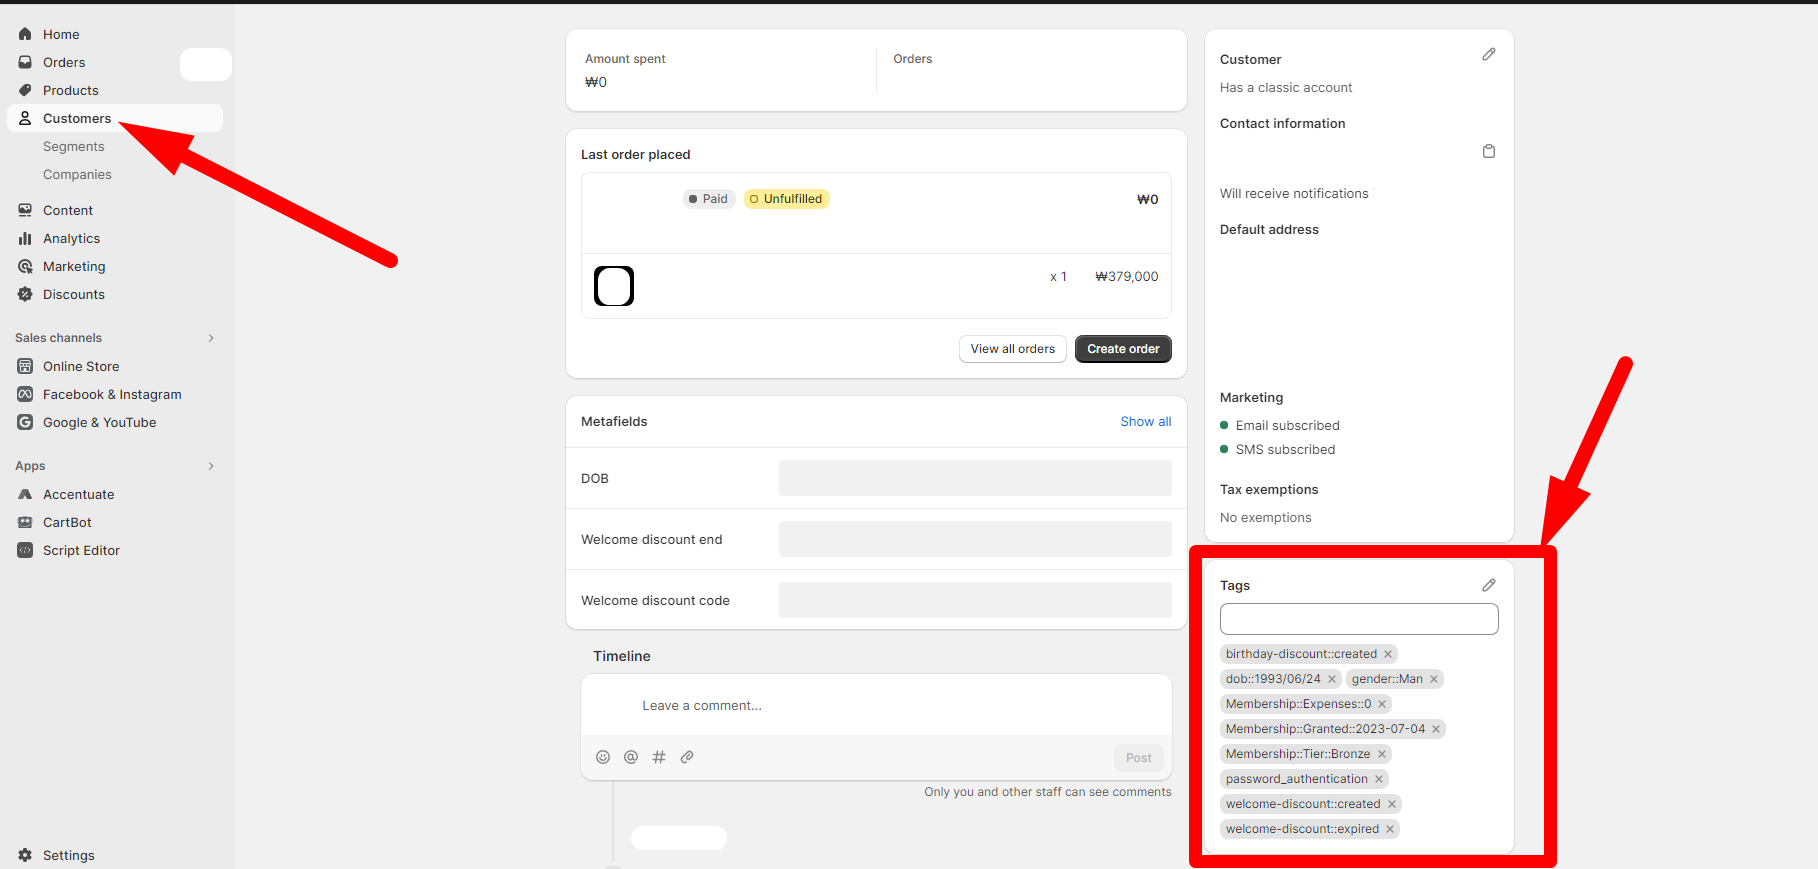 Home
Orders
Products
Customers
Segments
Companies
Content
Analytics
Marketing
Discounts
Sales channels
Online Store
Facebook & Instagram
Google & YouTube
Apps
Accentuate
CartBot
Script Editor
Settings
Amount spent
₩0
Orders
Last order placed
Paid Unfulfilled ₩0
x 1 ₩379,000
View all orders Create order
Metafields Show all
DOB
Welcome discount end
Welcome discount code
Timeline
Leave a comment...
Post
Only you and other staff can see comments
Customer
Has a classic account
Contact information
Will receive notifications
Default address
Marketing
Email subscribed
SMS subscribed
Tax exemptions
No exemptions
Tags
birthday-discount::created
dob::1993/06/24 gender::Man
Membership::Expenses::0
Membership::Granted::2023-07-04
Membership::Tier::Bronze
password_authentication
welcome-discount::created
welcome-discount::expired